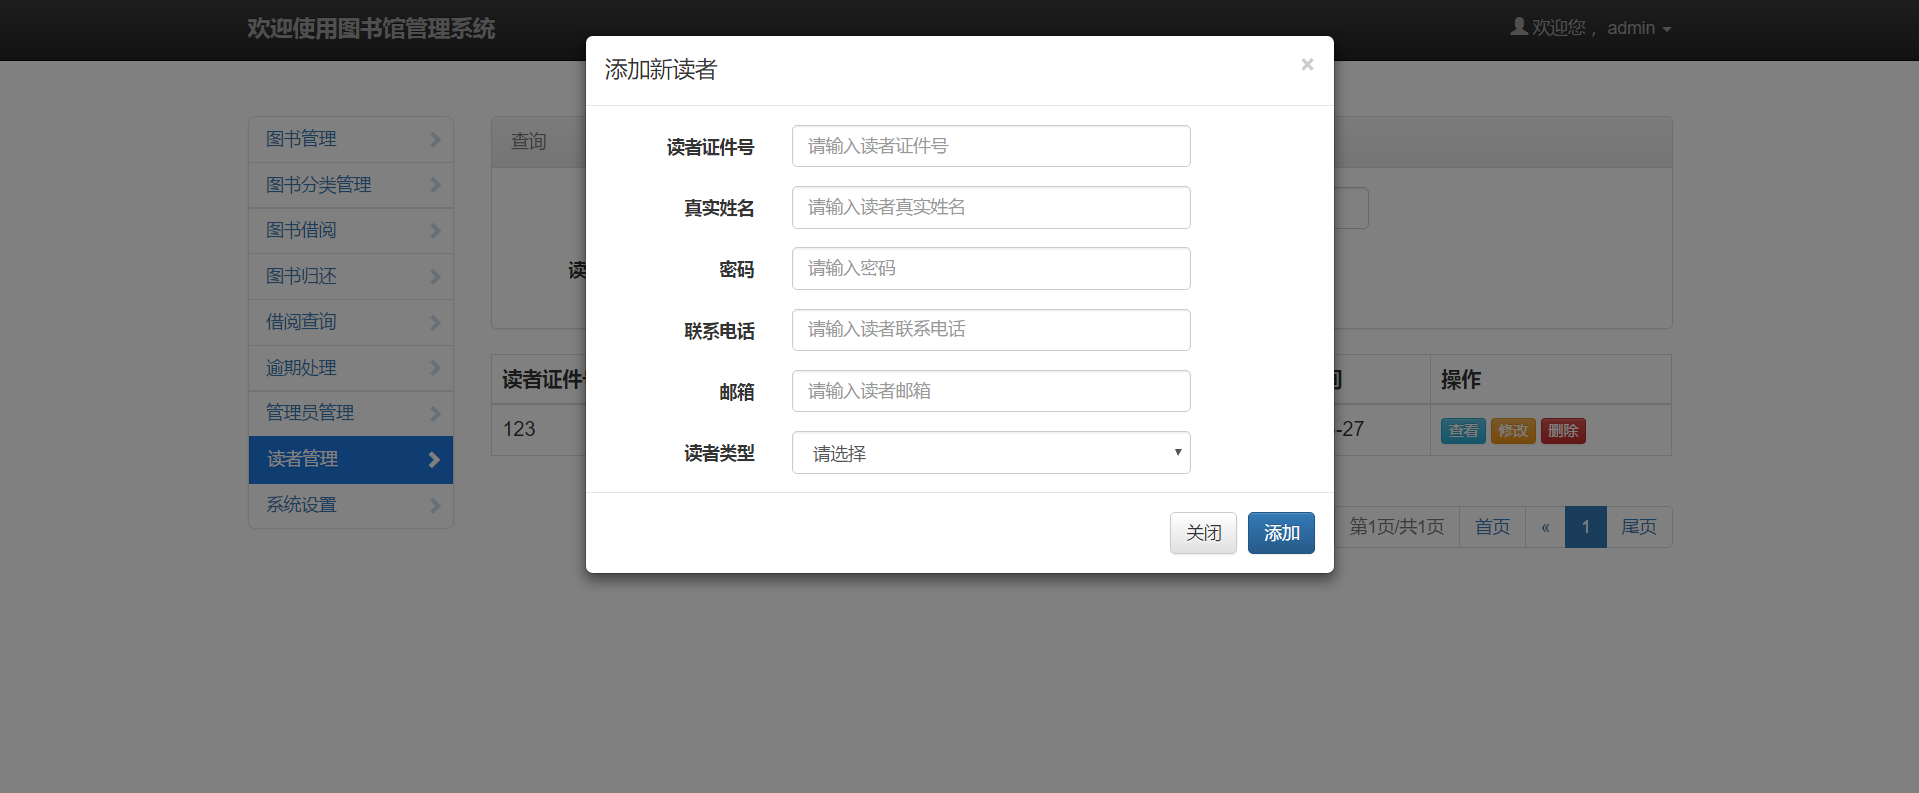 欢迎使用图书馆管理系统
欢迎您， admin
添加新读者
×
图书管理
图书分类管理
图书借阅
图书归还
借阅查询
逾期处理
管理员管理
读者管理
系统设置
查询
读
读者证件号 请输入读者证件号
真实姓名 请输入读者真实姓名
密码 请输入密码
联系电话 请输入读者联系电话
邮箱 请输入读者邮箱
读者类型 请选择
关闭 添加
读者证件 操作
123 -27 查看 修改 删除
第1页/共1页 首页 « 1 尾页